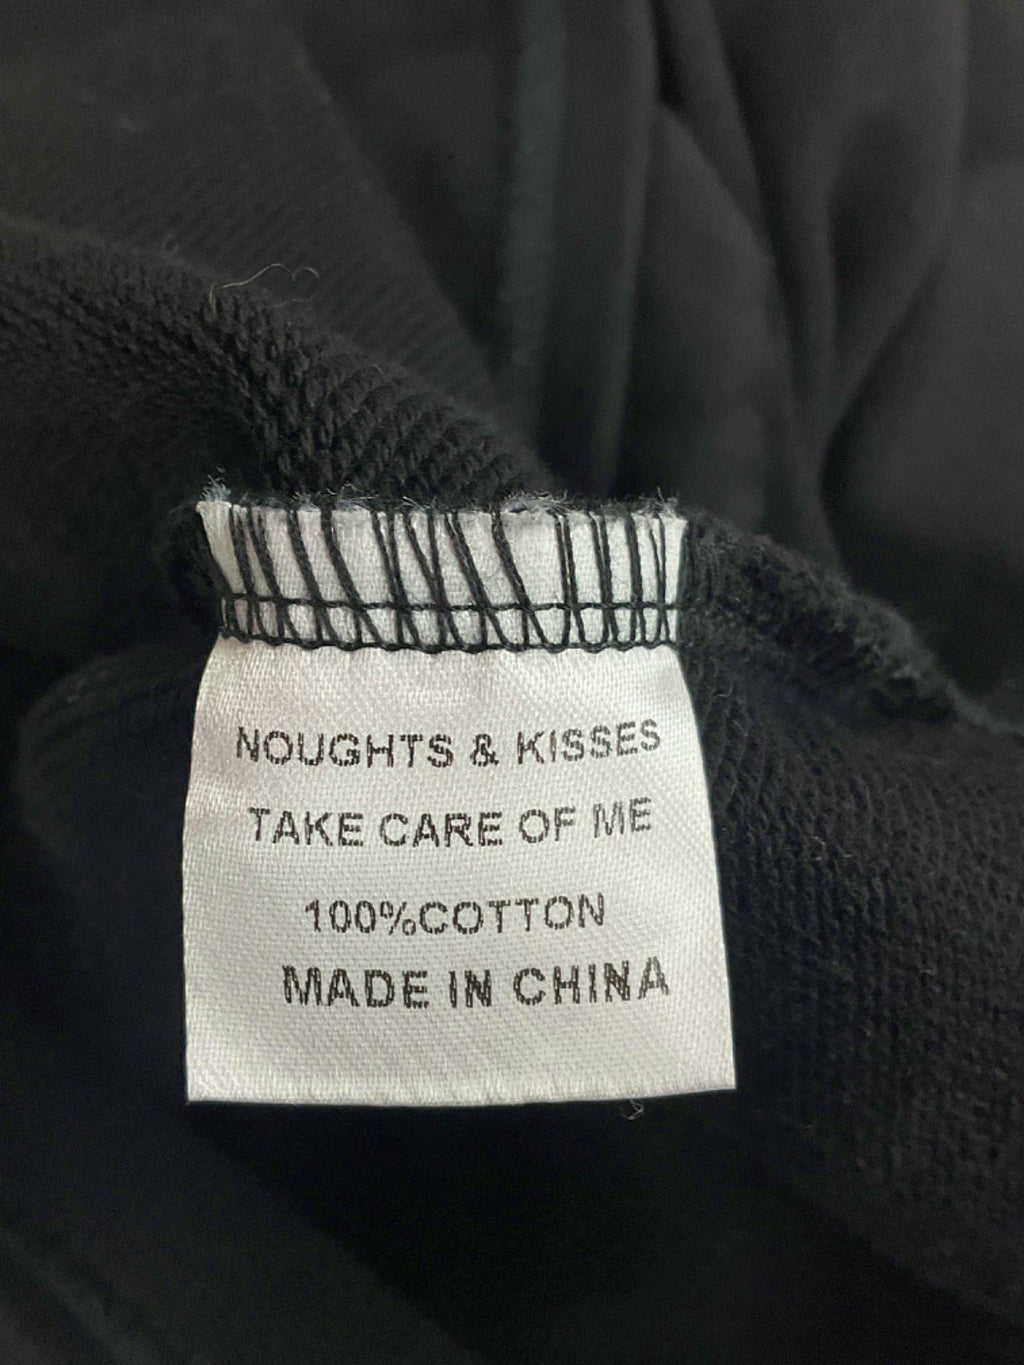 NOUGHTS & KISSES
TAKE CARE OF ME
100%COTTON
MADE IN CHINA